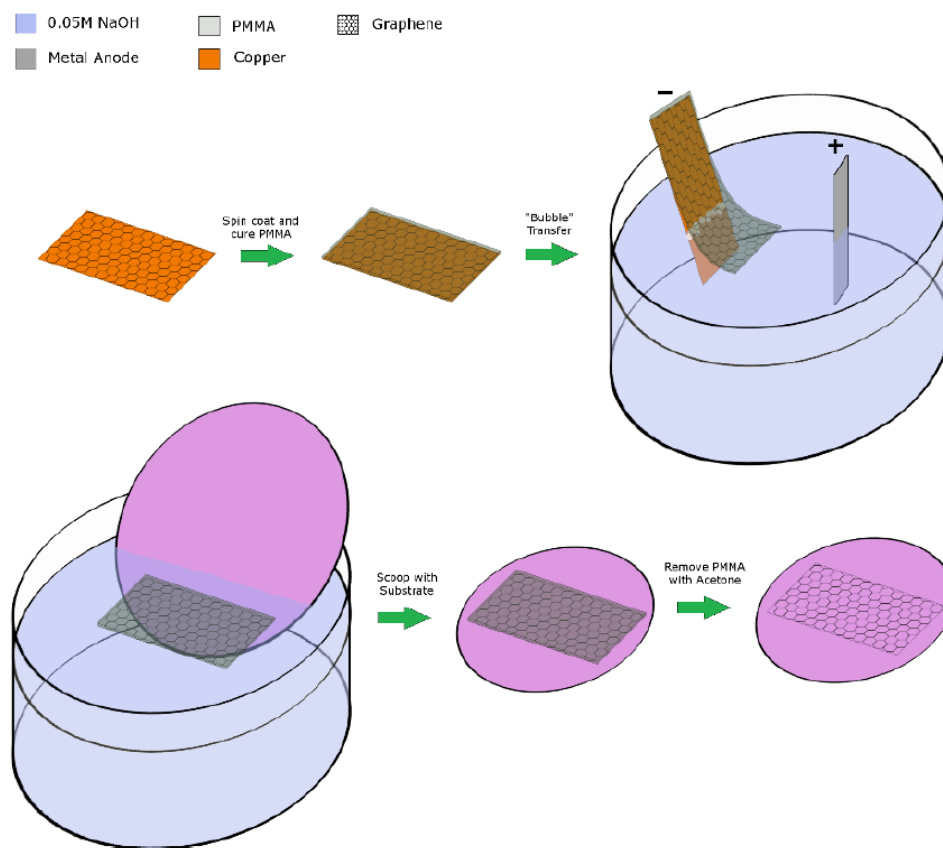 0.05M NaOH
PMMA
Graphene
Metal Anode
Copper
−
+
Spin coat and
cure PMMA
"Bubble"
Transfer
Scoop with
Substrate
Remove PMMA
with Acetone